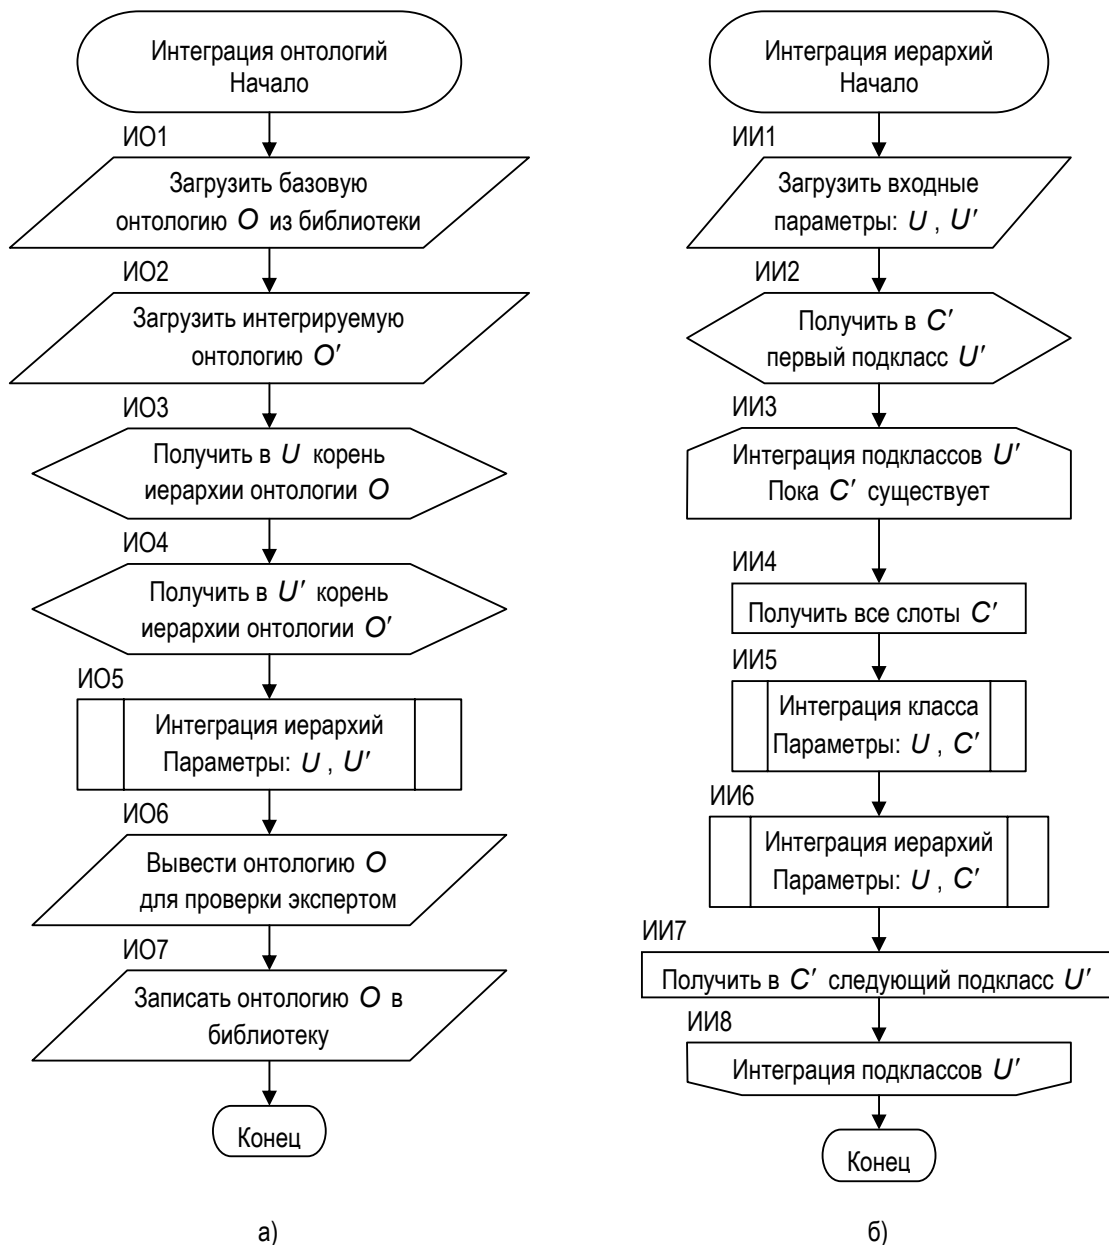 Интеграция онтологий
Начало
ИО1
Загрузить базовую
онтологию O из библиотеки
ИО2
Загрузить интегрируемую
онтологию O′
ИО3
Получить в U корень
иерархии онтологии O
ИО4
Получить в U′ корень
иерархии онтологии O′
ИО5
Интеграция иерархий
Параметры: U , U′
ИО6
Вывести онтологию O
для проверки экспертом
ИО7
Записать онтологию O в
библиотеку
Конец
а)
Интеграция иерархий
Начало
ИИ1
Загрузить входные
параметры: U , U′
ИИ2
Получить в C′
первый подкласс U′
ИИ3
Интеграция подклассов U′
Пока C′ существует
ИИ4
Получить все слоты C′
ИИ5
Интеграция класса
Параметры: U , C′
ИИ6
Интеграция иерархий
Параметры: U , C′
ИИ7
Получить в C′ следующий подкласс U′
ИИ8
Интеграция подклассов U′
Конец
б)